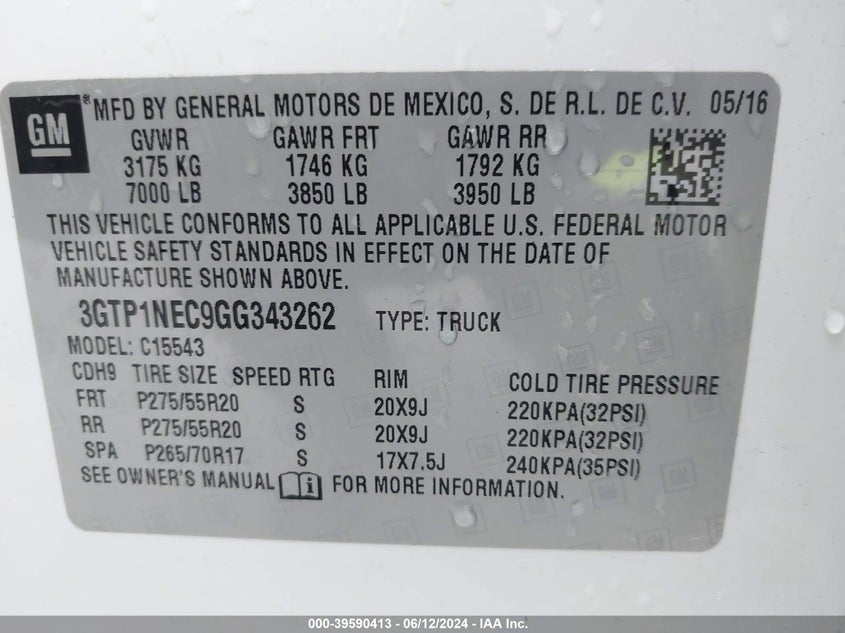 GM ® MFD BY GENERAL MOTORS DE MEXICO, S. DE R.L. DE C.V. 05/16
GVWR GAWR FRT GAWR RR
3175 KG 1746 KG 1792 KG
7000 LB 3850 LB 3950 LB
THIS VEHICLE CONFORMS TO ALL APPLICABLE U.S. FEDERAL MOTOR
VEHICLE SAFETY STANDARDS IN EFFECT ON THE DATE OF
MANUFACTURE SHOWN ABOVE.
3GTP1NEC9GG343262 TYPE: TRUCK
MODEL: C15543
CDH9 TIRE SIZE SPEED RTG RIM COLD TIRE PRESSURE
FRT P275/55R20 S 20X9J 220KPA(32PSI)
RR P275/55R20 S 20X9J 220KPA(32PSI)
SPA P265/70R17 S 17X7.5J 240KPA(35PSI)
SEE OWNER'S MANUAL i FOR MORE INFORMATION.
000-39590413 - 06/12/2024 - IAA Inc.